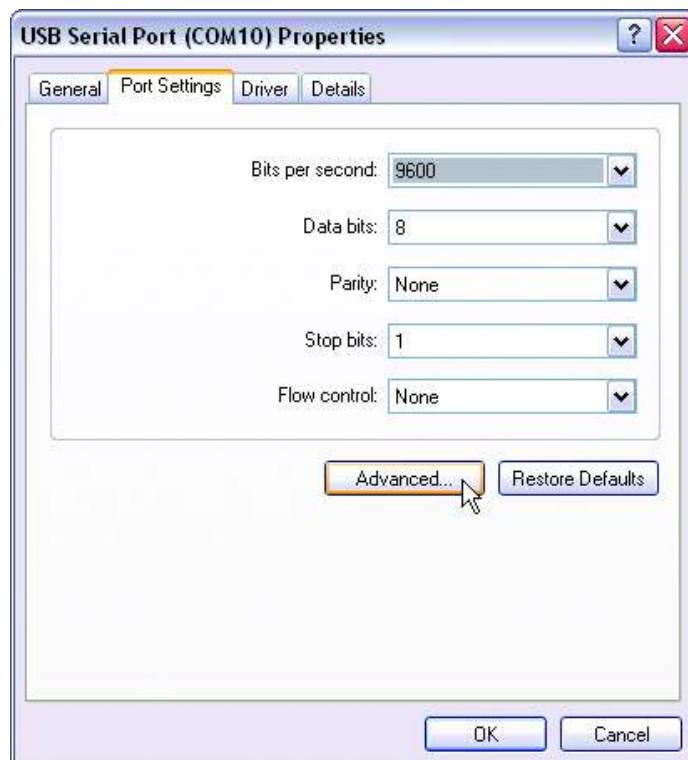 USB Serial Port (COM10) Properties
General Port Settings Driver Details
Bits per second: 9600
Data bits: 8
Parity: None
Stop bits: 1
Flow control: None
Advanced... Restore Defaults
OK Cancel